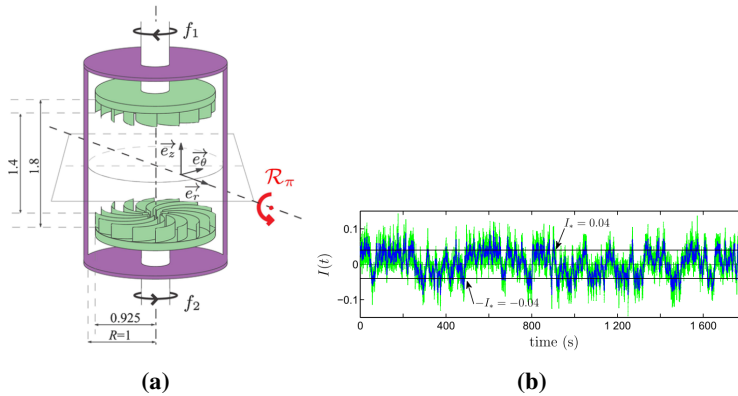 f₁
1.4
1.8
e_z
e_θ
e_r
R_π
f₂
0.925
R=1
(a)
I(t)
0.1
0
−0.1
I* = 0.04
−I* = −0.04
0
400
800
1 200
1 600
time (s)
(b)